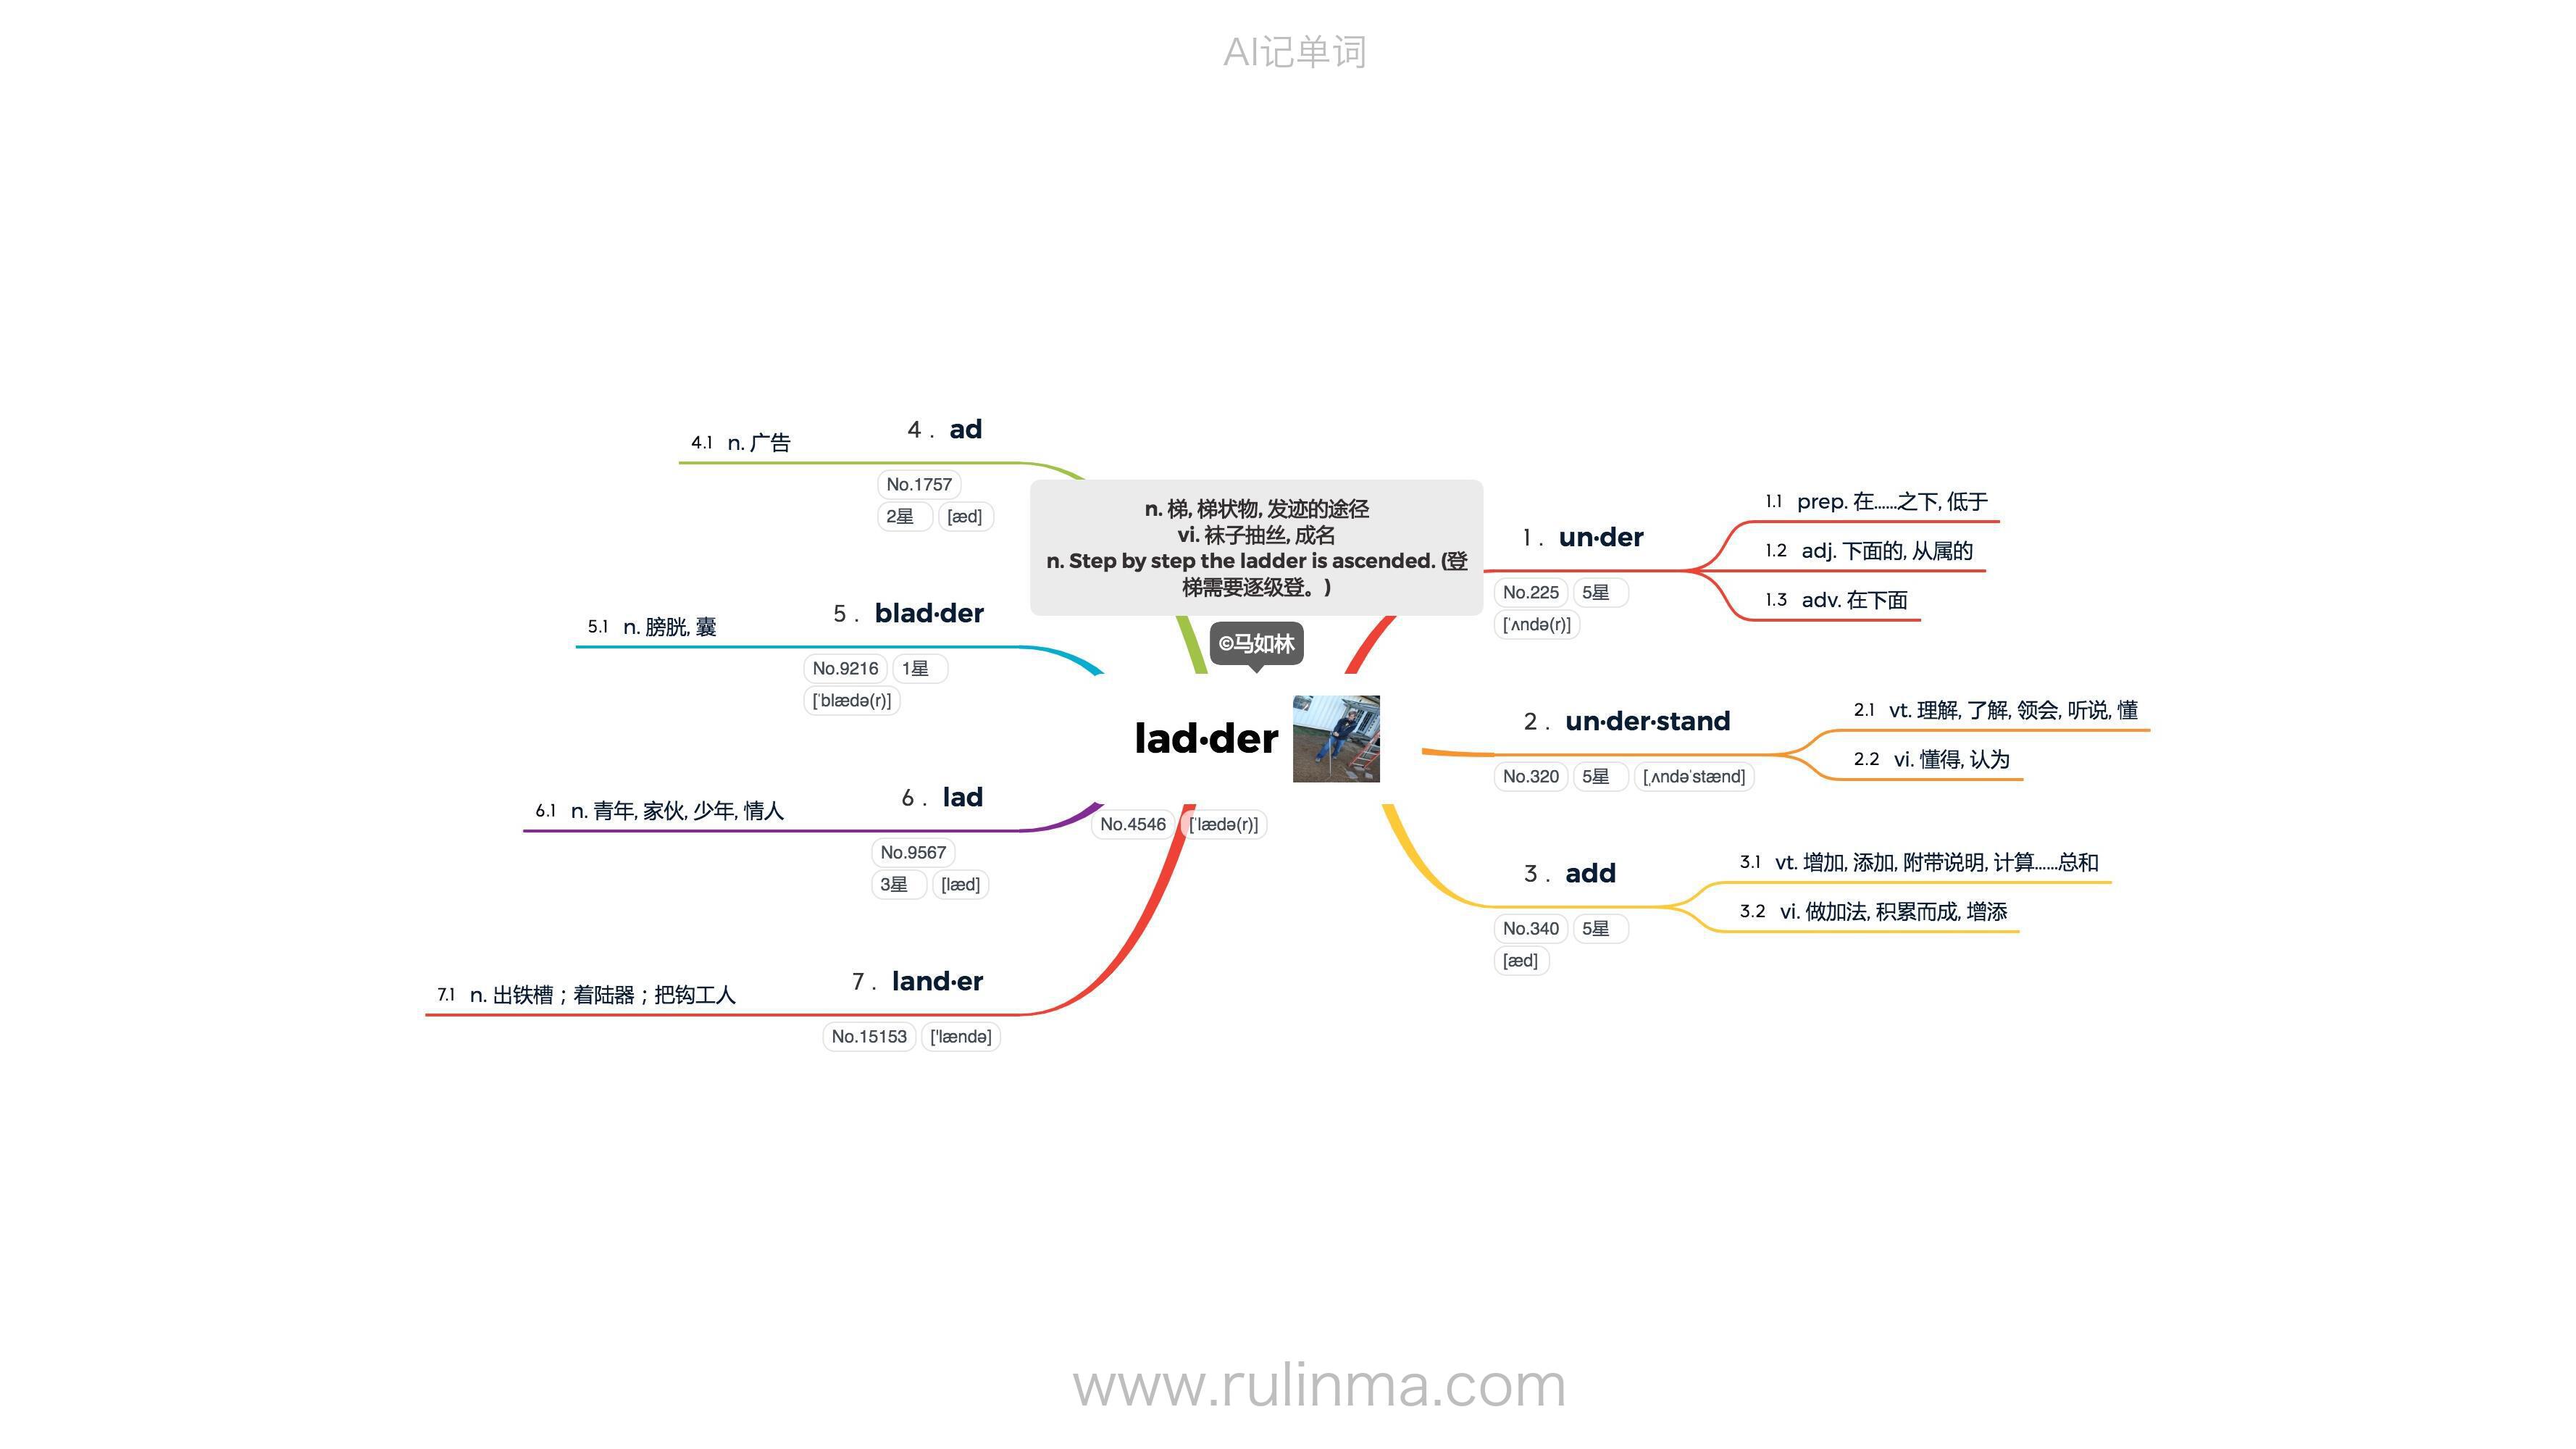 AI记单词
n. 梯, 梯状物, 发迹的途径
vi. 袜子抽丝, 成名
n. Step by step the ladder is ascended. (登
梯需要逐级登。)
©马如林
lad·der
No.4546 [ˈlædə(r)]
1. un·der
No.225 5星
[ˈʌndə(r)]
1.1 prep. 在......之下, 低于
1.2 adj. 下面的, 从属的
1.3 adv. 在下面
2. un·der·stand
No.320 5星 [ˌʌndəˈstænd]
2.1 vt. 理解, 了解, 领会, 听说, 懂
2.2 vi. 懂得, 认为
3. add
No.340 5星
[æd]
3.1 vt. 增加, 添加, 附带说明, 计算......总和
3.2 vi. 做加法, 积累而成, 增添
4. ad
No.1757
2星 [æd]
4.1 n. 广告
5. blad·der
No.9216 1星
[ˈblædə(r)]
5.1 n. 膀胱, 囊
6. lad
No.9567
3星 [læd]
6.1 n. 青年, 家伙, 少年, 情人
7. land·er
No.15153 ['lændə]
7.1 n. 出铁槽；着陆器；把钩工人
www.rulinma.com